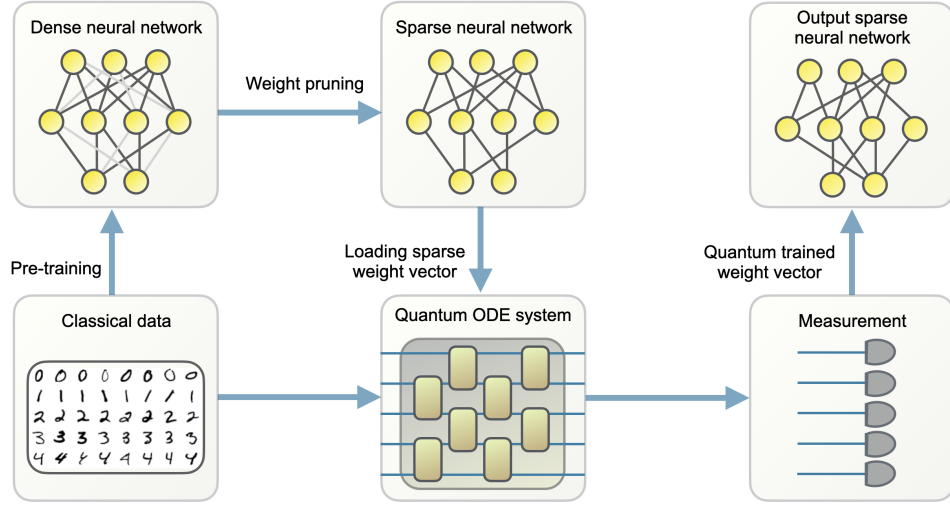 Dense neural network
Weight pruning
Sparse neural network
Output sparse
neural network
Pre-training
Loading sparse
weight vector
Quantum trained
weight vector
Classical data
0 0 0 0 0 0 0 0
1 1 1 1 1 1 1 1
2 2 2 2 2 2 2 2
3 3 3 3 3 3 3 3
4 4 4 4 4 4 4 4
Quantum ODE system
Measurement